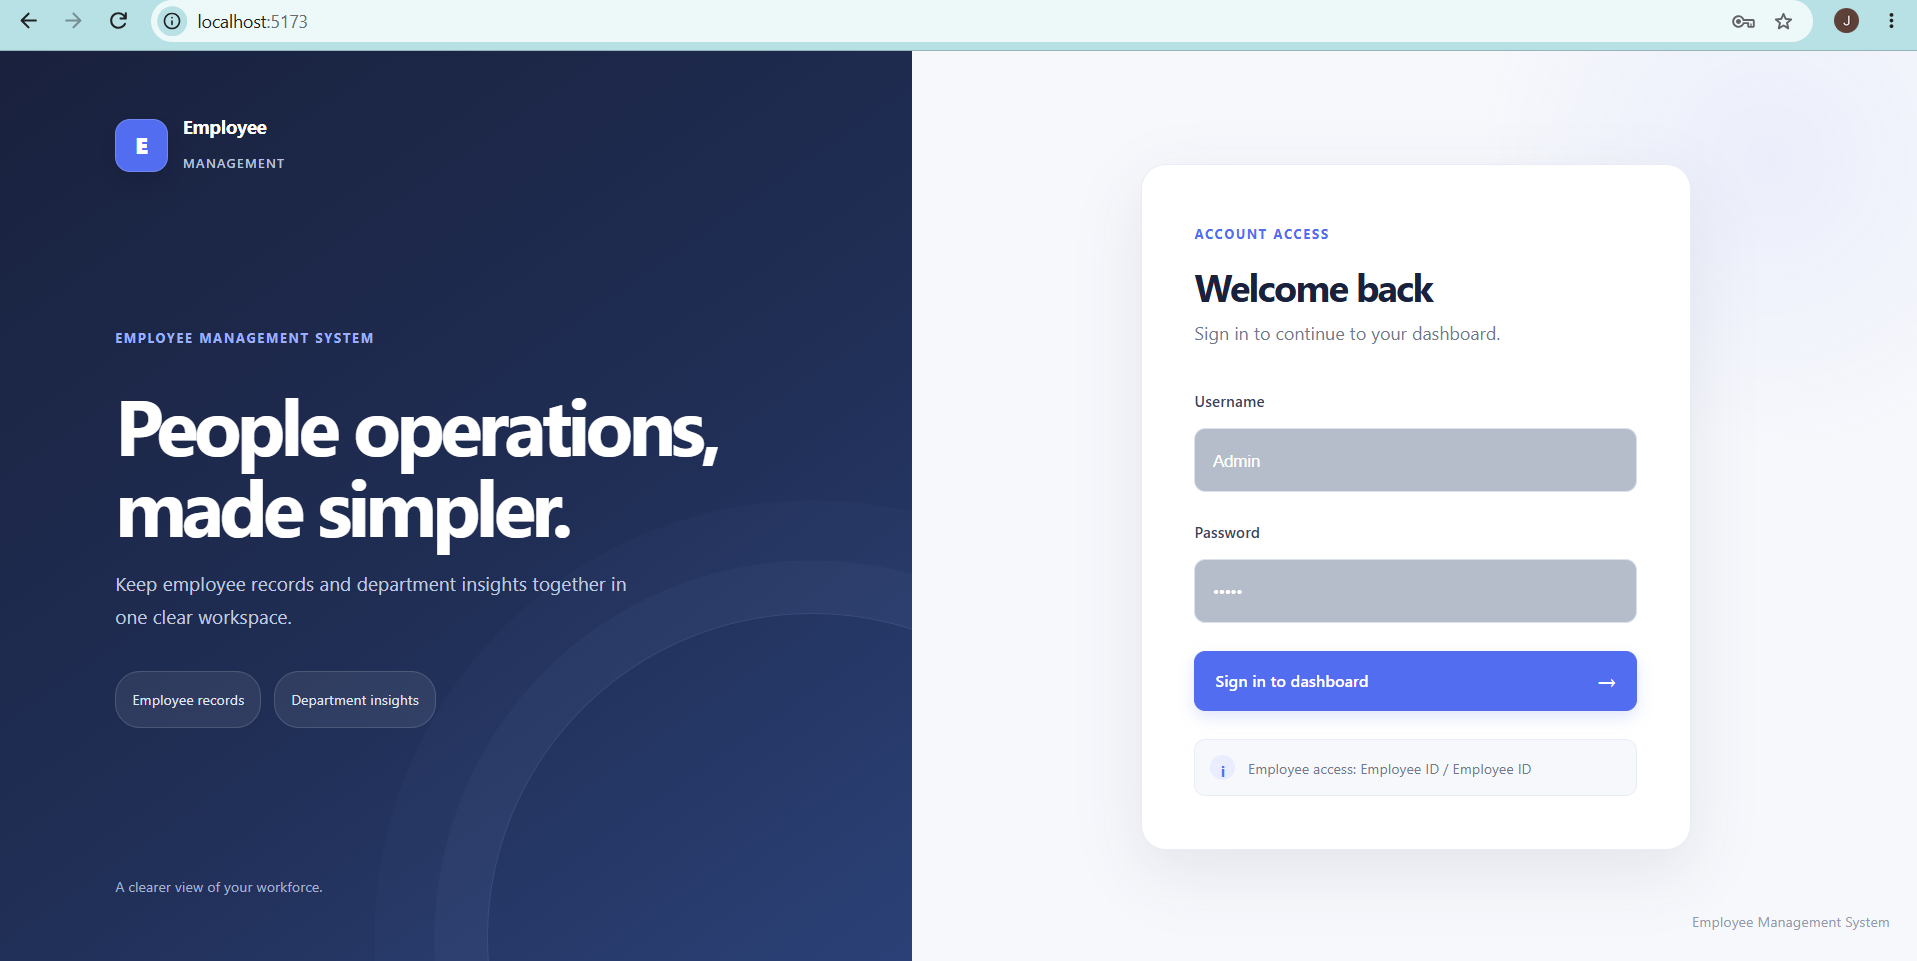 localhost:5173
J
E
Employee
MANAGEMENT
EMPLOYEE MANAGEMENT SYSTEM
People operations,
made simpler.
Keep employee records and department insights together in
one clear workspace.
Employee records
Department insights
A clearer view of your workforce.
ACCOUNT ACCESS
Welcome back
Sign in to continue to your dashboard.
Username
Admin
Password
•••••
Sign in to dashboard →
i Employee access: Employee ID / Employee ID
Employee Management System